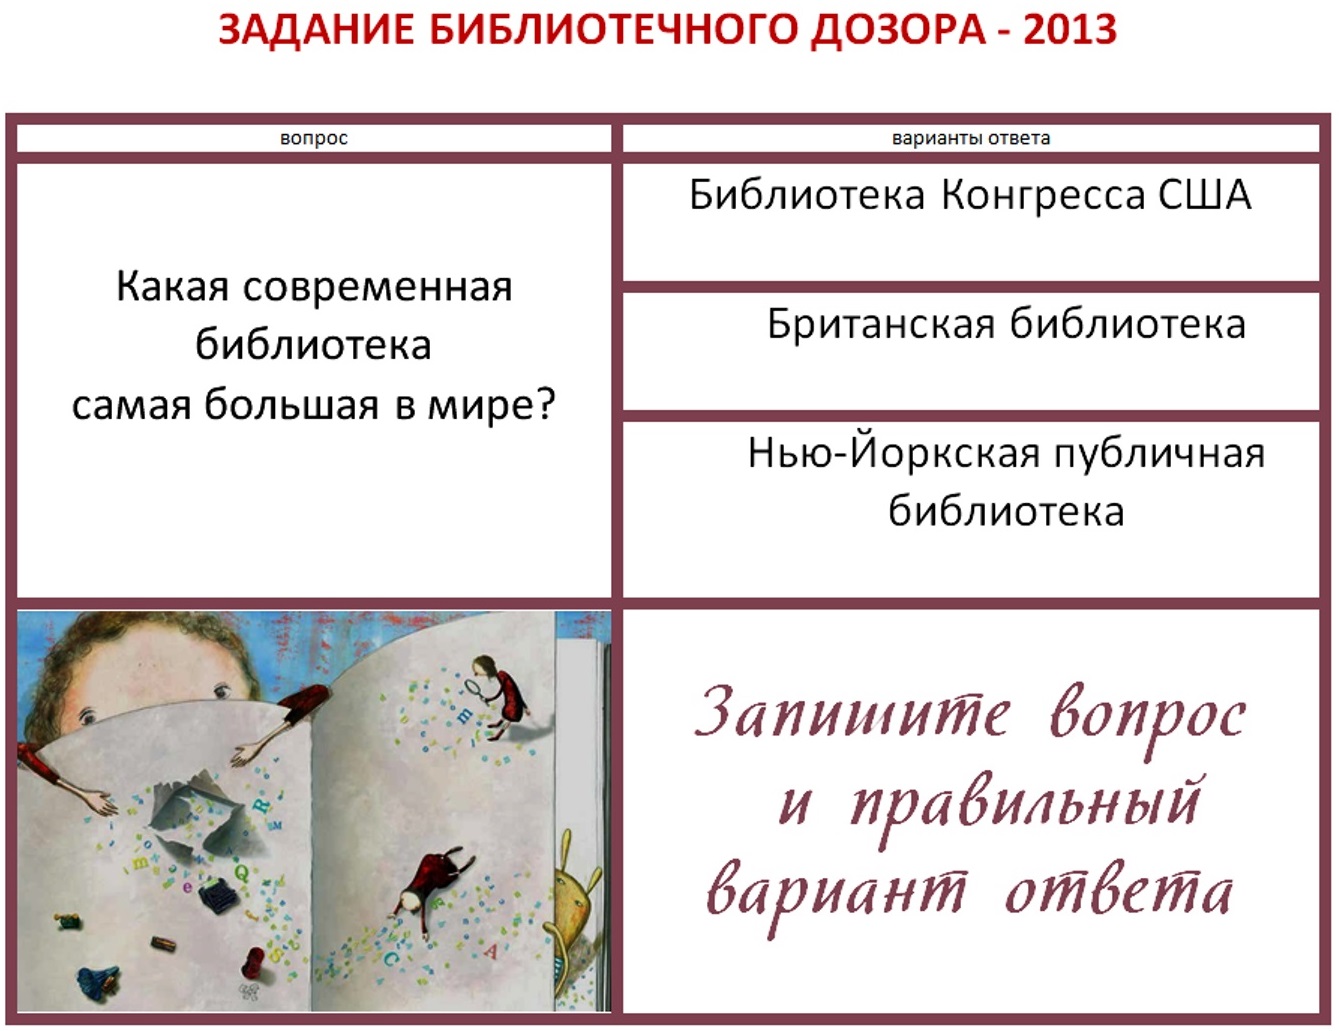 ЗАДАНИЕ БИБЛИОТЕЧНОГО ДОЗОРА - 2013
вопрос
варианты ответа
Какая современная
библиотека
самая большая в мире?
Библиотека Конгресса США
Британская библиотека
Нью-Йоркская публичная
библиотека
Запишите вопрос
и правильный
вариант ответа